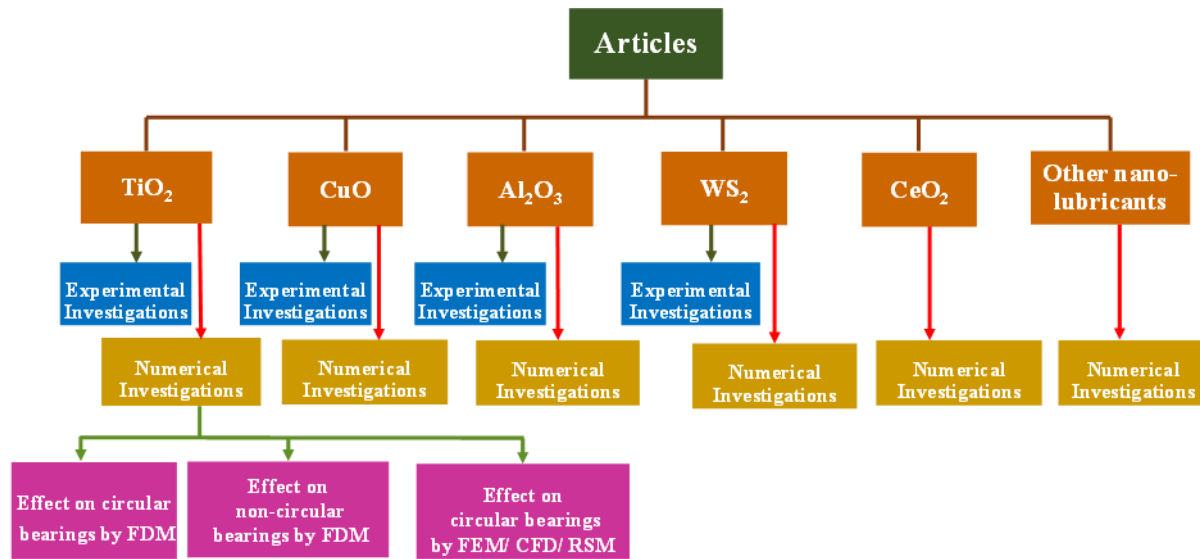 Articles
TiO₂
CuO
Al₂O₃
WS₂
CeO₂
Other nano-
lubricants
Experimental
Investigations
Experimental
Investigations
Experimental
Investigations
Experimental
Investigations
Numerical
Investigations
Numerical
Investigations
Numerical
Investigations
Numerical
Investigations
Numerical
Investigations
Numerical
Investigations
Effect on circular
bearings by FDM
Effect on
non-circular
bearings by FDM
Effect on
circular bearings
by FEM/ CFD/ RSM